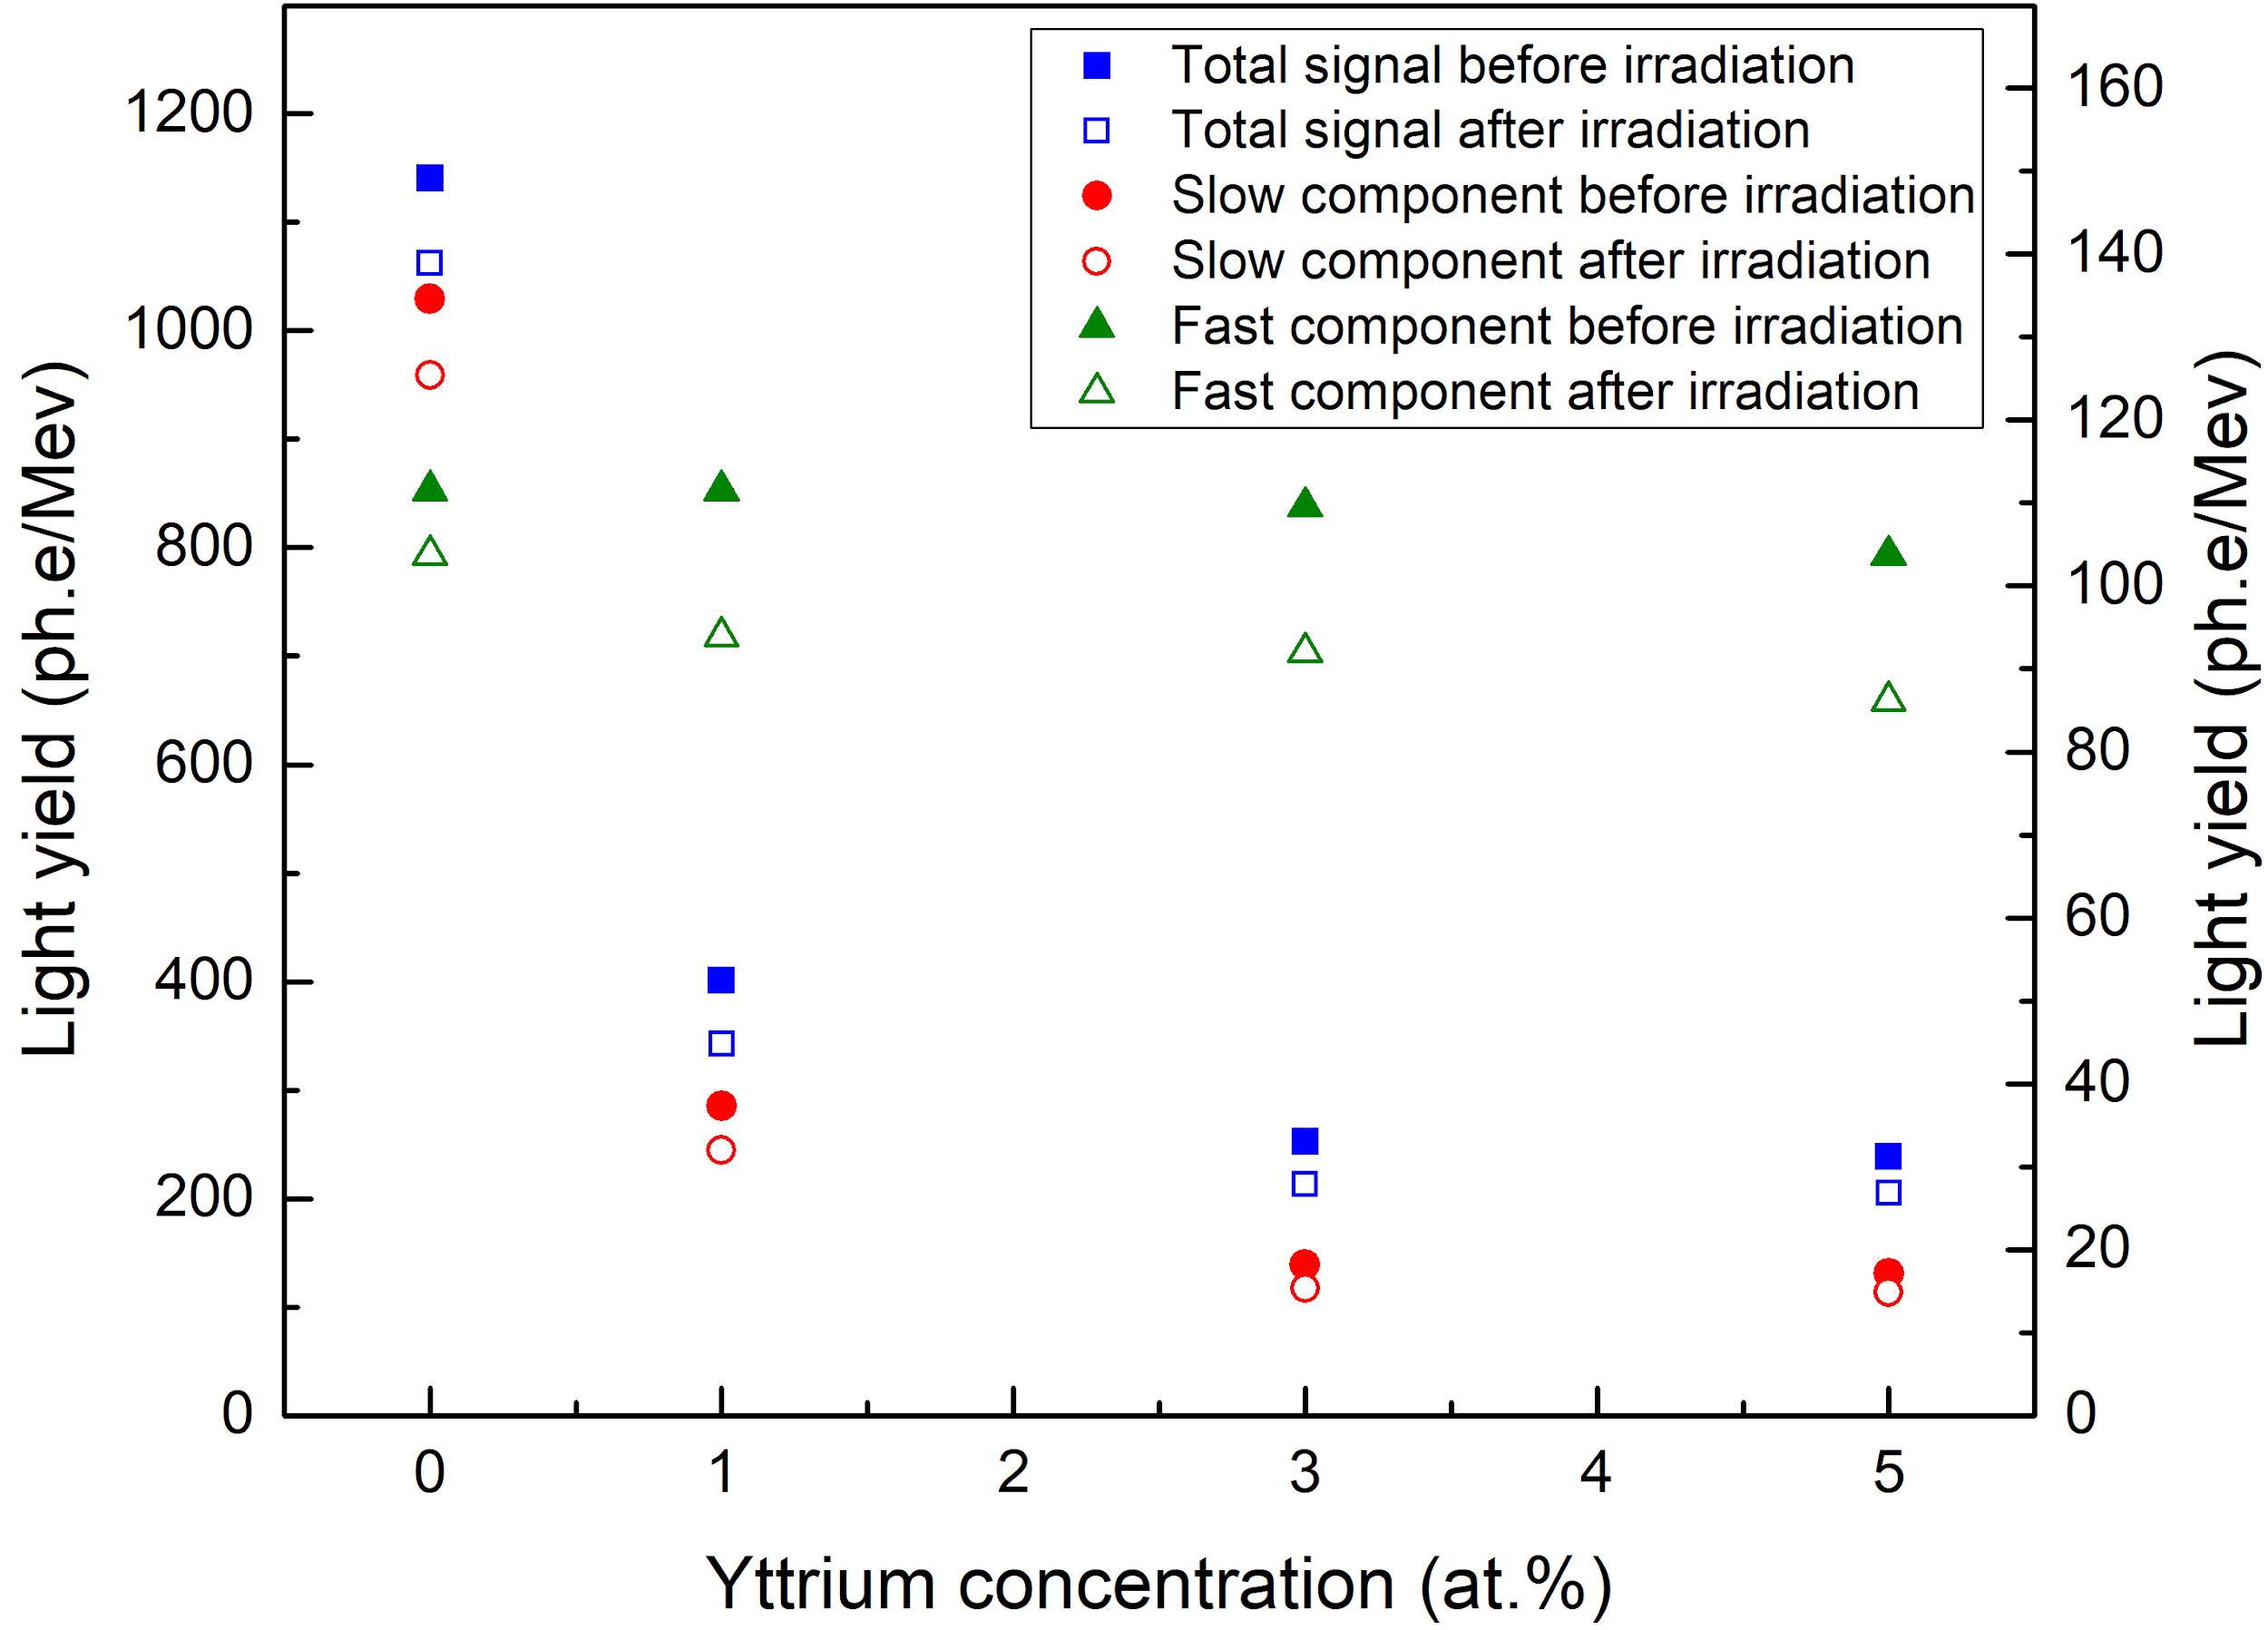 Total signal before irradiation
Total signal after irradiation
Slow component before irradiation
Slow component after irradiation
Fast component before irradiation
Fast component after irradiation
Light yield (ph.e/Mev)
1200
1000
800
600
400
200
0
160
140
120
100
80
60
40
20
0
Light yield (ph.e/Mev)
0 1 2 3 4 5
Yttrium concentration (at.%)